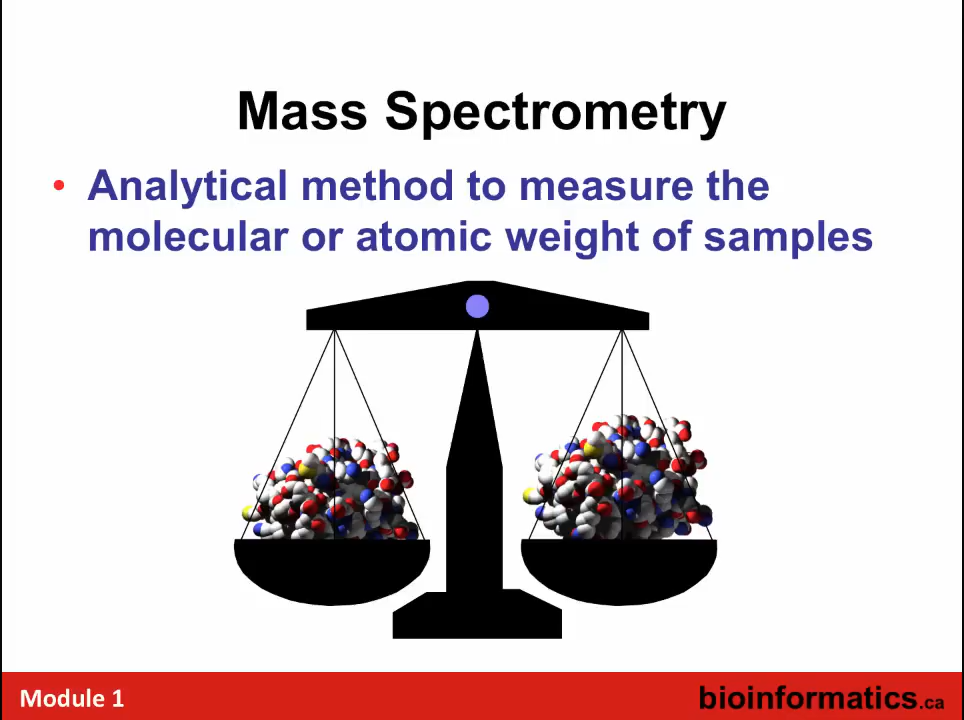 Mass Spectrometry
• Analytical method to measure the
molecular or atomic weight of samples
Module 1
bioinformatics.ca